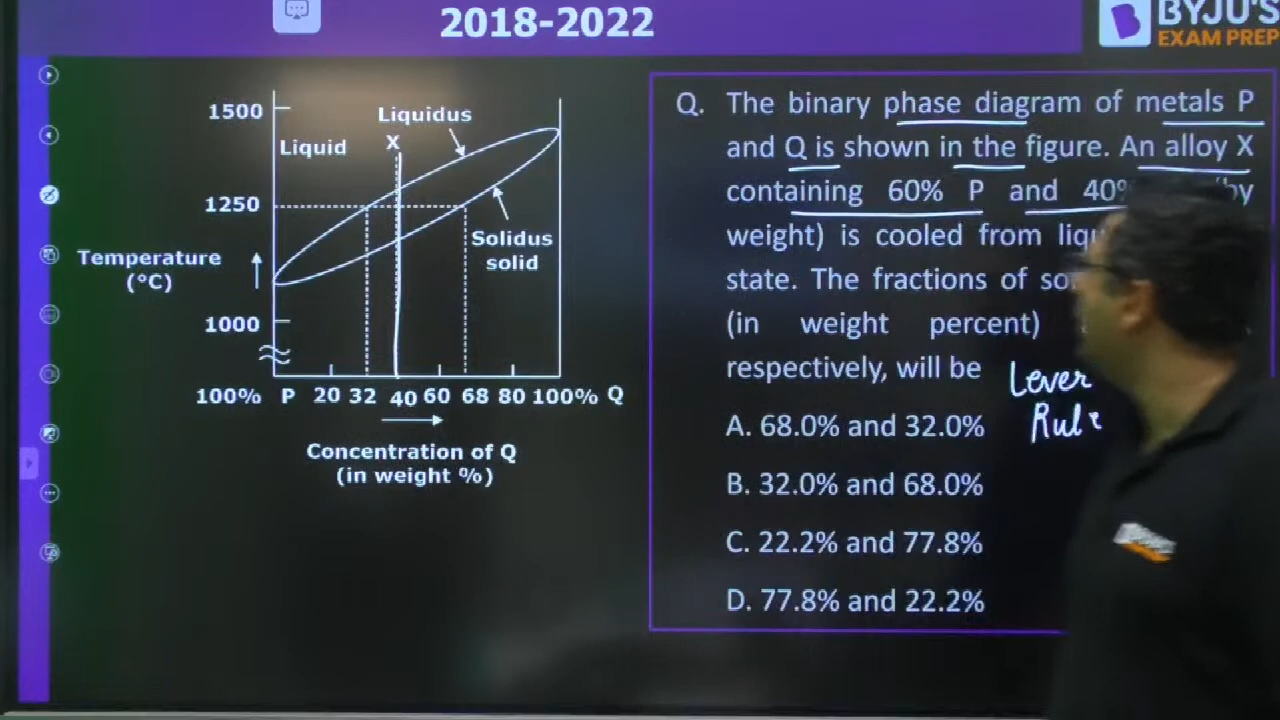 2018-2022
BYJU'S
EXAM PREP
1500
Liquidus
Liquid
X
1250
Solidus
solid
Temperature
(°C)
1000
100% P 20 32 40 60 68 80 100% Q
Concentration of Q
(in weight %)
Q. The binary phase diagram of metals P
and Q is shown in the figure. An alloy X
containing 60% P and 40%
weight) is cooled from
state. The fractions of
(in weight percent)
respectively, will be
Lever
A. 68.0% and 32.0%
B. 32.0% and 68.0%
C. 22.2% and 77.8%
D. 77.8% and 22.2%